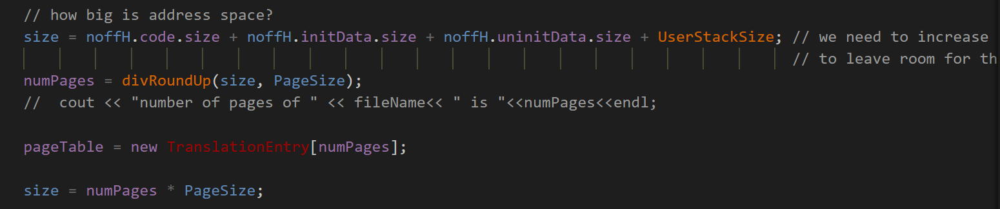 // how big is address space?
size = noffH.code.size + noffH.initData.size + noffH.uninitData.size + UserStackSize; // we need to increase
// to leave room for th
numPages = divRoundUp(size, PageSize);
//  cout << "number of pages of " << fileName<< " is "<<numPages<<endl;
pageTable = new TranslationEntry[numPages];
size = numPages * PageSize;